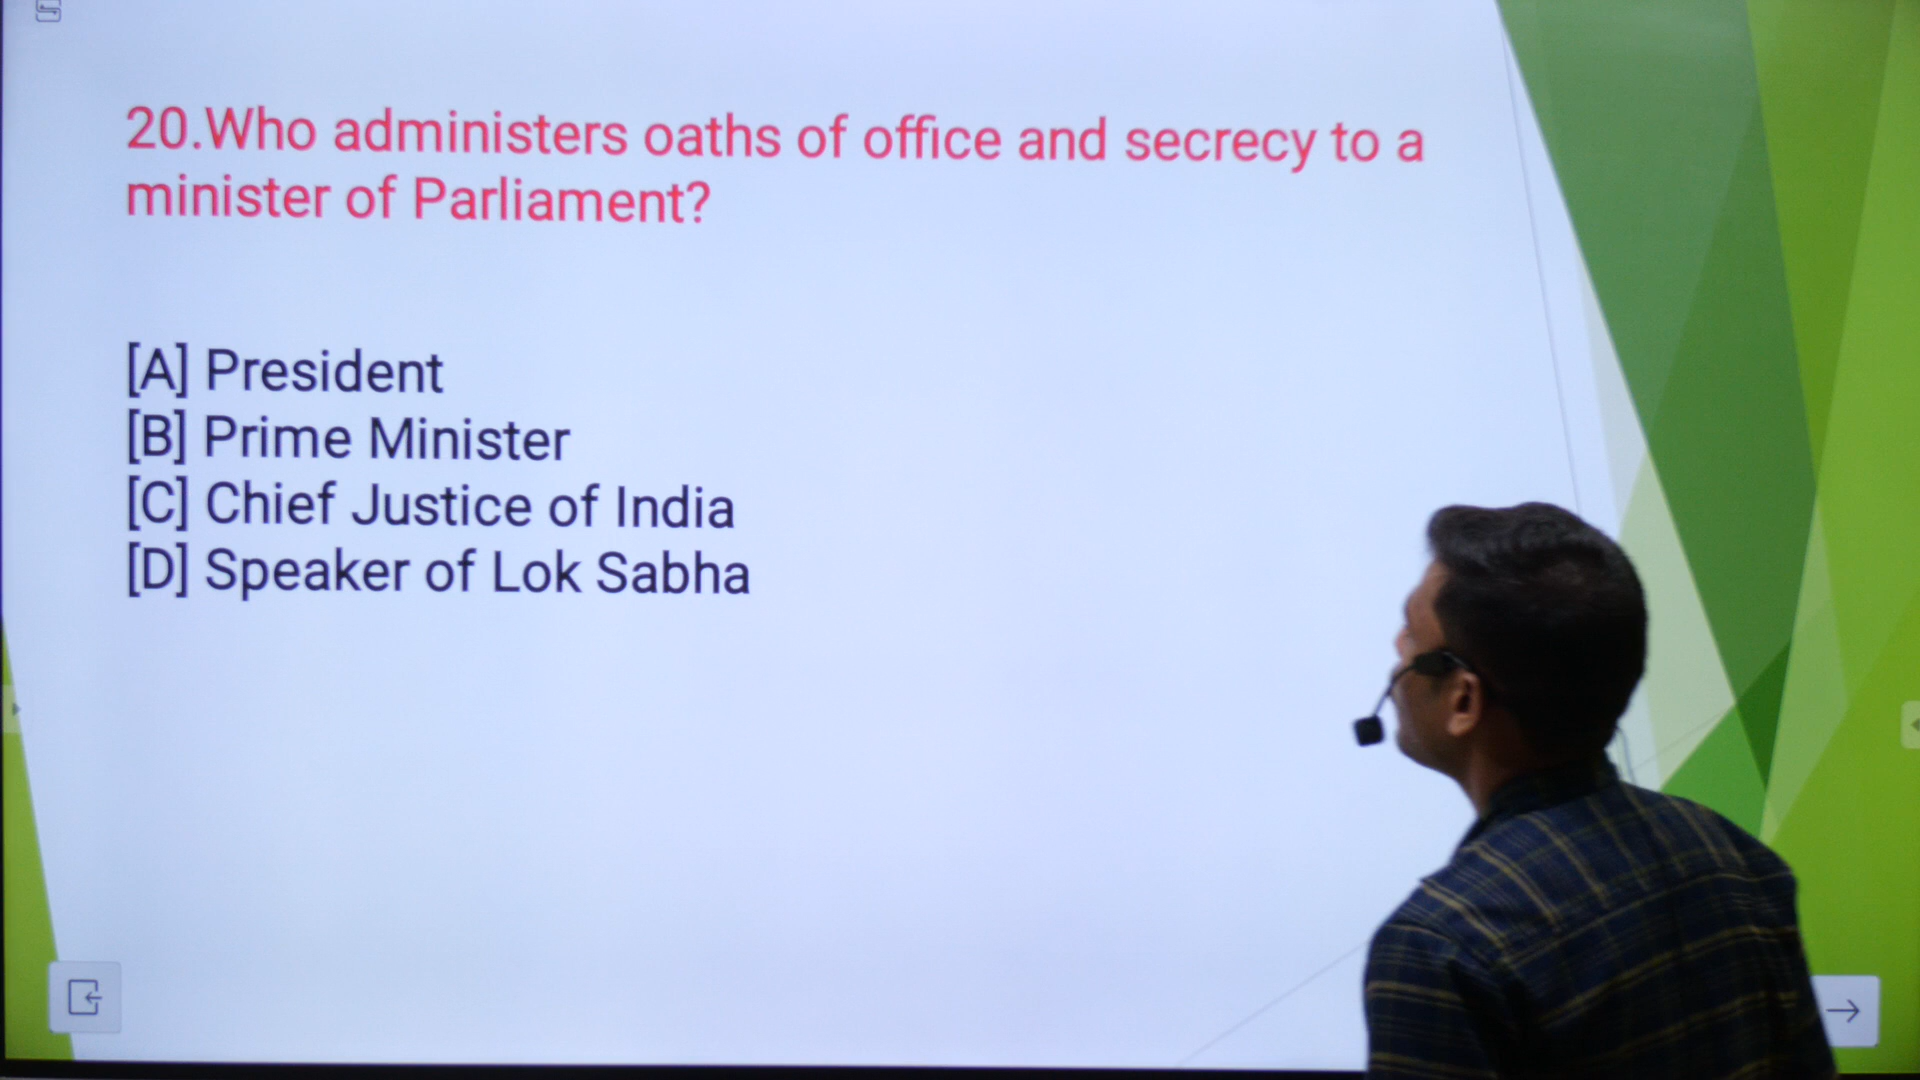 20.Who administers oaths of office and secrecy to a
minister of Parliament?
[A] President
[B] Prime Minister
[C] Chief Justice of India
[D] Speaker of Lok Sabha